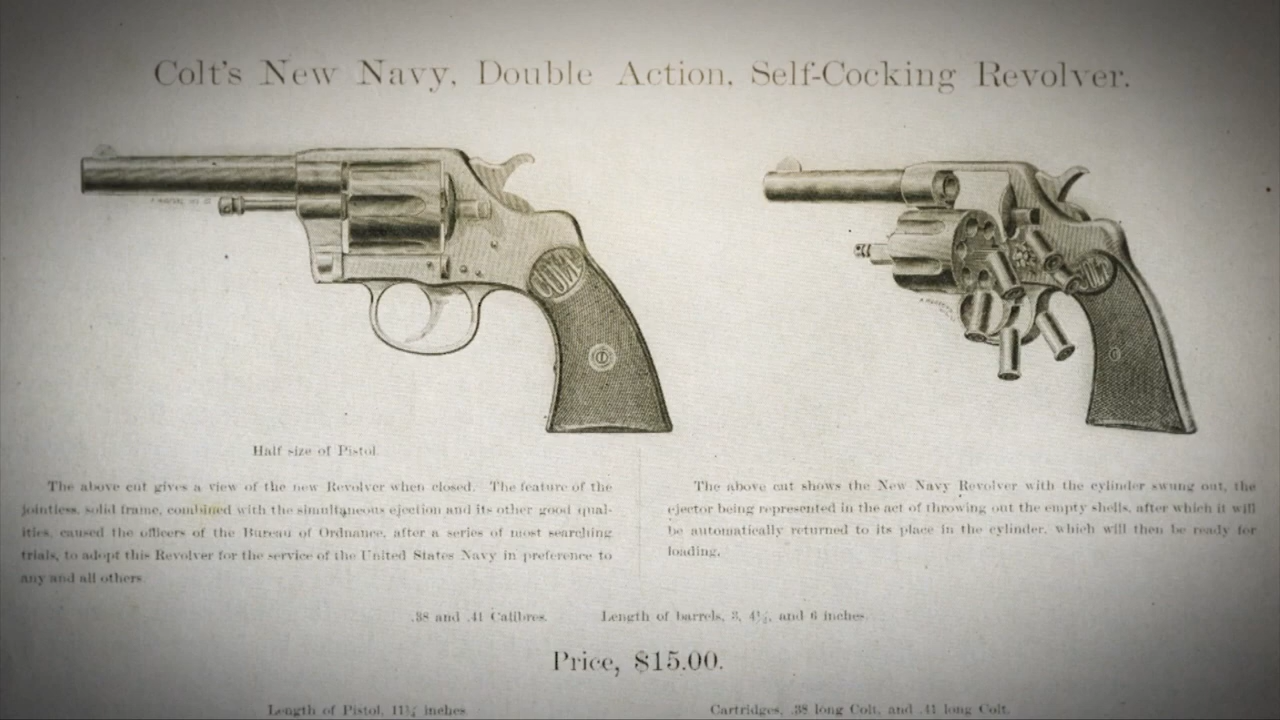 Colt's New Navy, Double Action, Self-Cocking Revolver.
COLT
COLT
Half size of Pistol.
The above cut gives a view of the new Revolver when closed. The feature of the
jointless, solid frame, combined with the simultaneous ejection and its other good qual-
ities, caused the officers of the Bureau of Ordnance, after a series of most searching
trials, to adopt this Revolver for the service of the United States Navy in preference to
any and all others.
The above cut shows the New Navy Revolver with the cylinder swung out, the
ejector being represented in the act of throwing out the empty shells, after which it will
be automatically returned to its place in the cylinder, which will then be ready for
loading.
.38 and .41 Calibres. Length of barrels, 3, 4½, and 6 inches.
Price, $15.00.
Length of Pistol, 11¼ inches. Cartridges, .38 long Colt, and .41 long Colt.